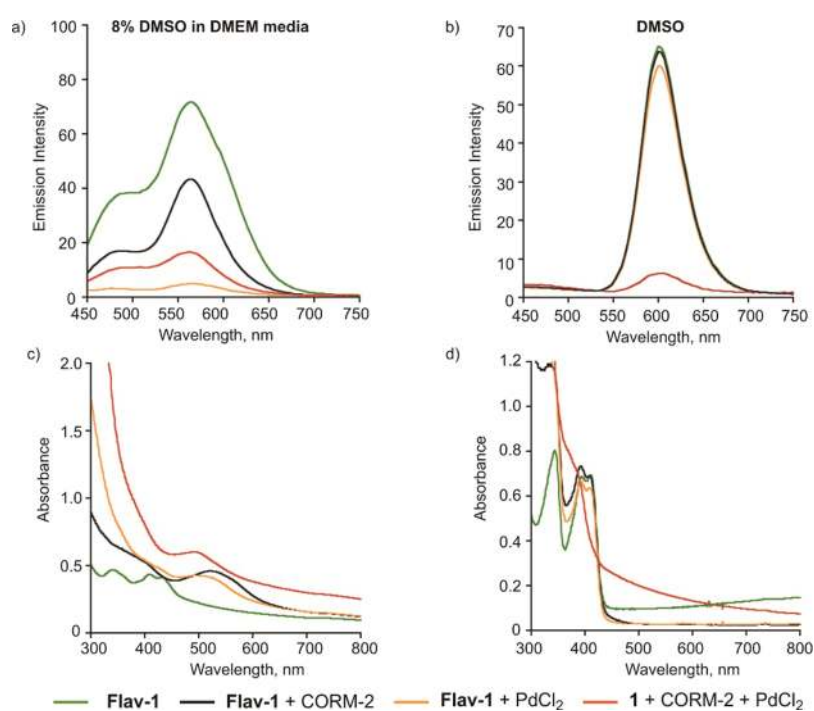 a) 8% DMSO in DMEM media
100
80
60
40
20
0
Emission Intensity
450 500 550 600 650 700 750
Wavelength, nm
b) DMSO
70
60
50
40
30
20
10
0
Emission Intensity
450 500 550 600 650 700 750
Wavelength, nm
c)
2.0
1.5
1.0
0.5
0
Absorbance
300 400 500 600 700 800
Wavelength, nm
d)
1.2
1.0
0.8
0.6
0.4
0.2
0
Absorbance
300 400 500 600 700 800
Wavelength, nm
Flav-1 Flav-1 + CORM-2 Flav-1 + PdCl₂ 1 + CORM-2 + PdCl₂